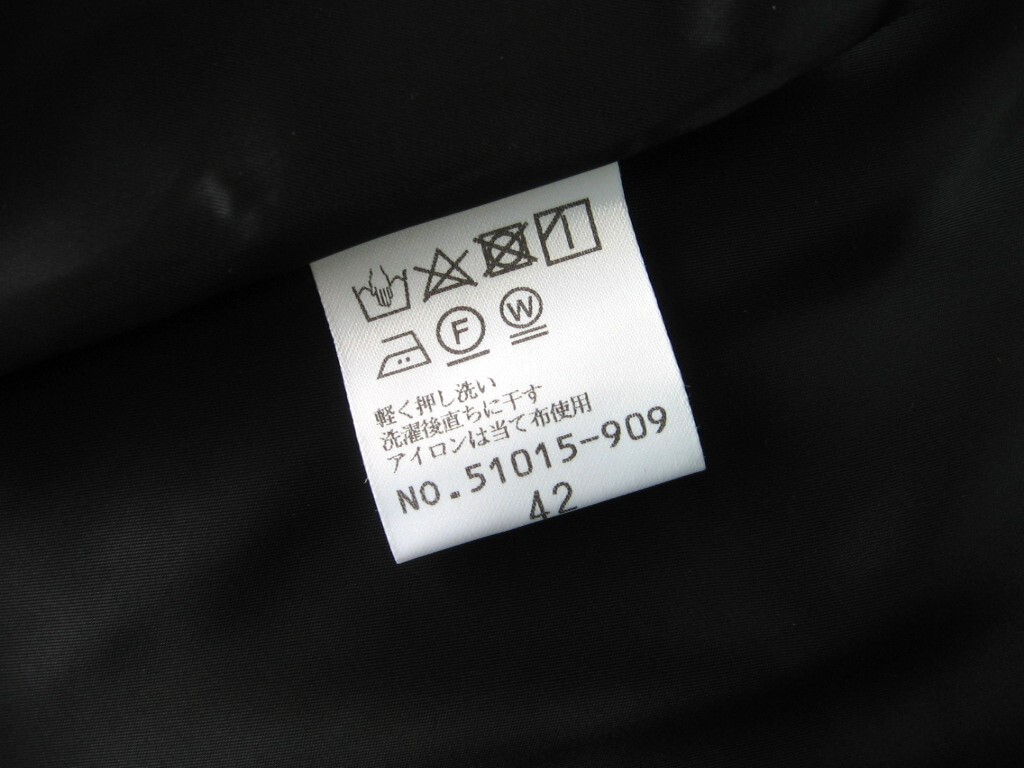 F W
軽く押し洗い
洗濯後直ちに干す
アイロンは当て布使用
NO.51015-909
42